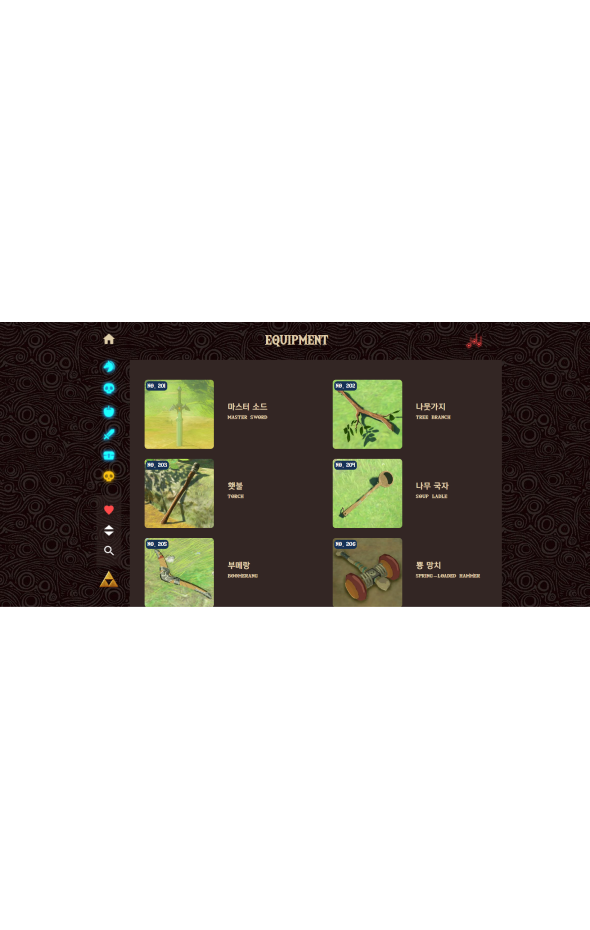 EQUIPMENT
NO. 201
마스터 소드
MASTER SWORD
NO. 202
나뭇가지
TREE BRANCH
NO. 203
횃불
TORCH
NO. 204
나무 국자
SOUP LADLE
NO. 205
부메랑
BOOMERANG
NO. 206
뿅 망치
SPRING-LOADED HAMMER